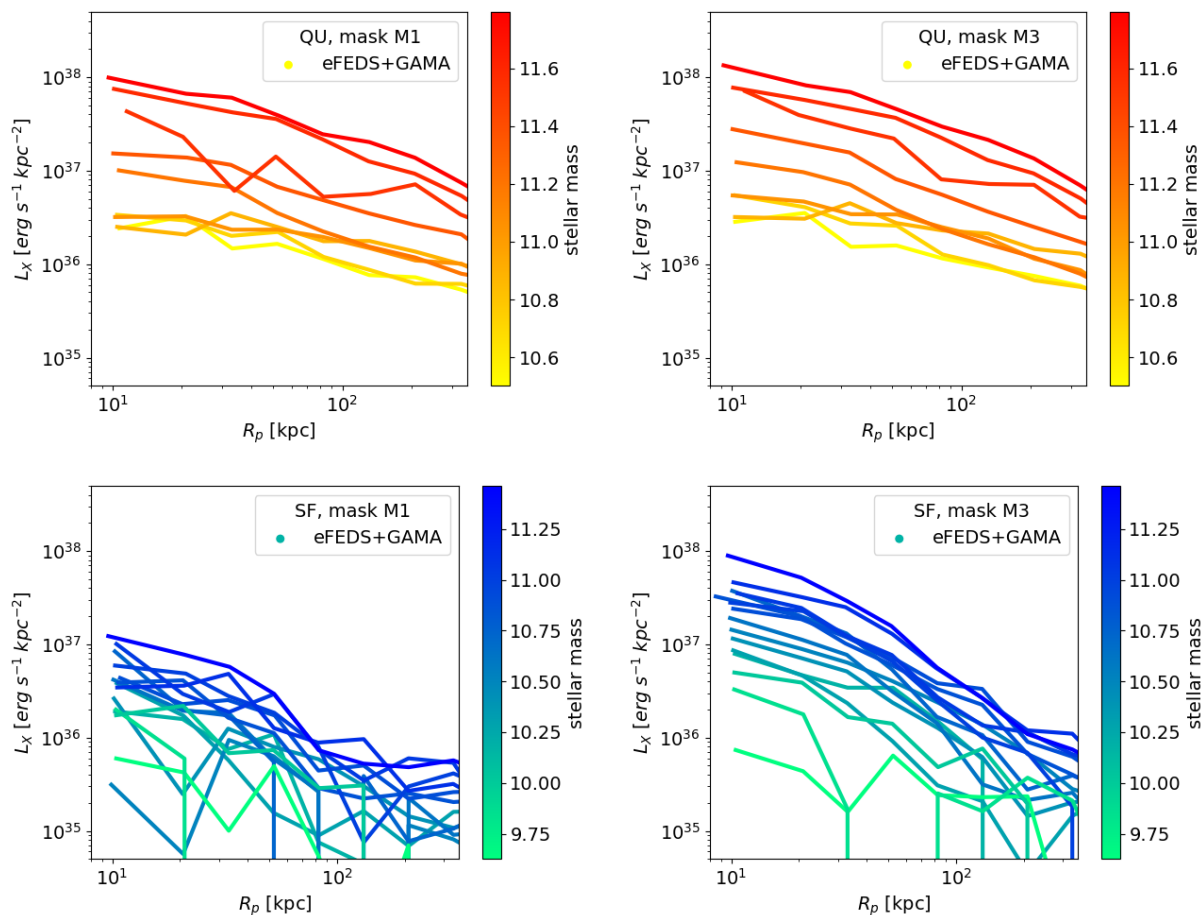 QU, mask M1
eFEDS+GAMA
10^38
10^37
10^36
10^35
L_X [erg s^−1 kpc^−2]
10^1
10^2
R_p [kpc]
11.6
11.4
11.2
11.0
10.8
10.6
stellar mass
QU, mask M3
eFEDS+GAMA
10^38
10^37
10^36
10^35
L_X [erg s^−1 kpc^−2]
10^1
10^2
R_p [kpc]
11.6
11.4
11.2
11.0
10.8
10.6
stellar mass
SF, mask M1
eFEDS+GAMA
10^38
10^37
10^36
10^35
L_X [erg s^−1 kpc^−2]
10^1
10^2
R_p [kpc]
11.25
11.00
10.75
10.50
10.25
10.00
9.75
stellar mass
SF, mask M3
eFEDS+GAMA
10^38
10^37
10^36
10^35
L_X [erg s^−1 kpc^−2]
10^1
10^2
R_p [kpc]
11.25
11.00
10.75
10.50
10.25
10.00
9.75
stellar mass